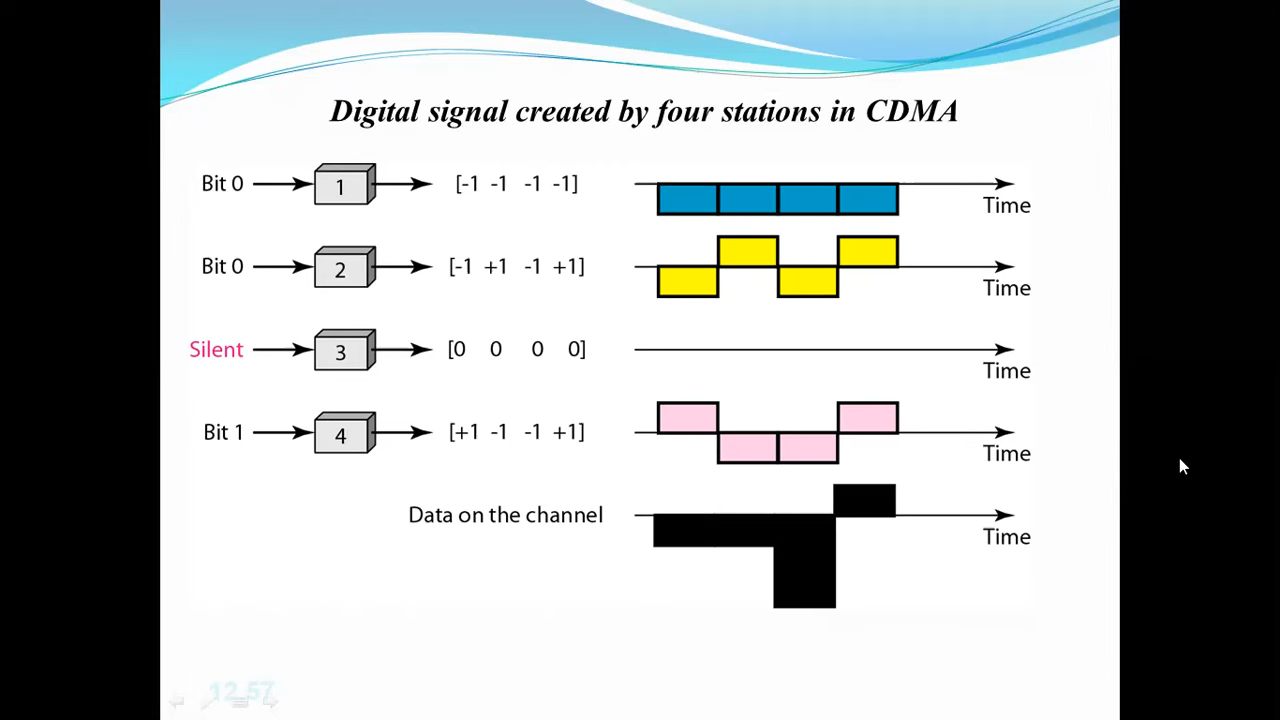 Digital signal created by four stations in CDMA
Bit 0 1 [-1 -1 -1 -1]
Time
Bit 0 2 [-1 +1 -1 +1]
Time
Silent 3 [0 0 0 0]
Time
Bit 1 4 [+1 -1 -1 +1]
Time
Data on the channel
Time
12.57